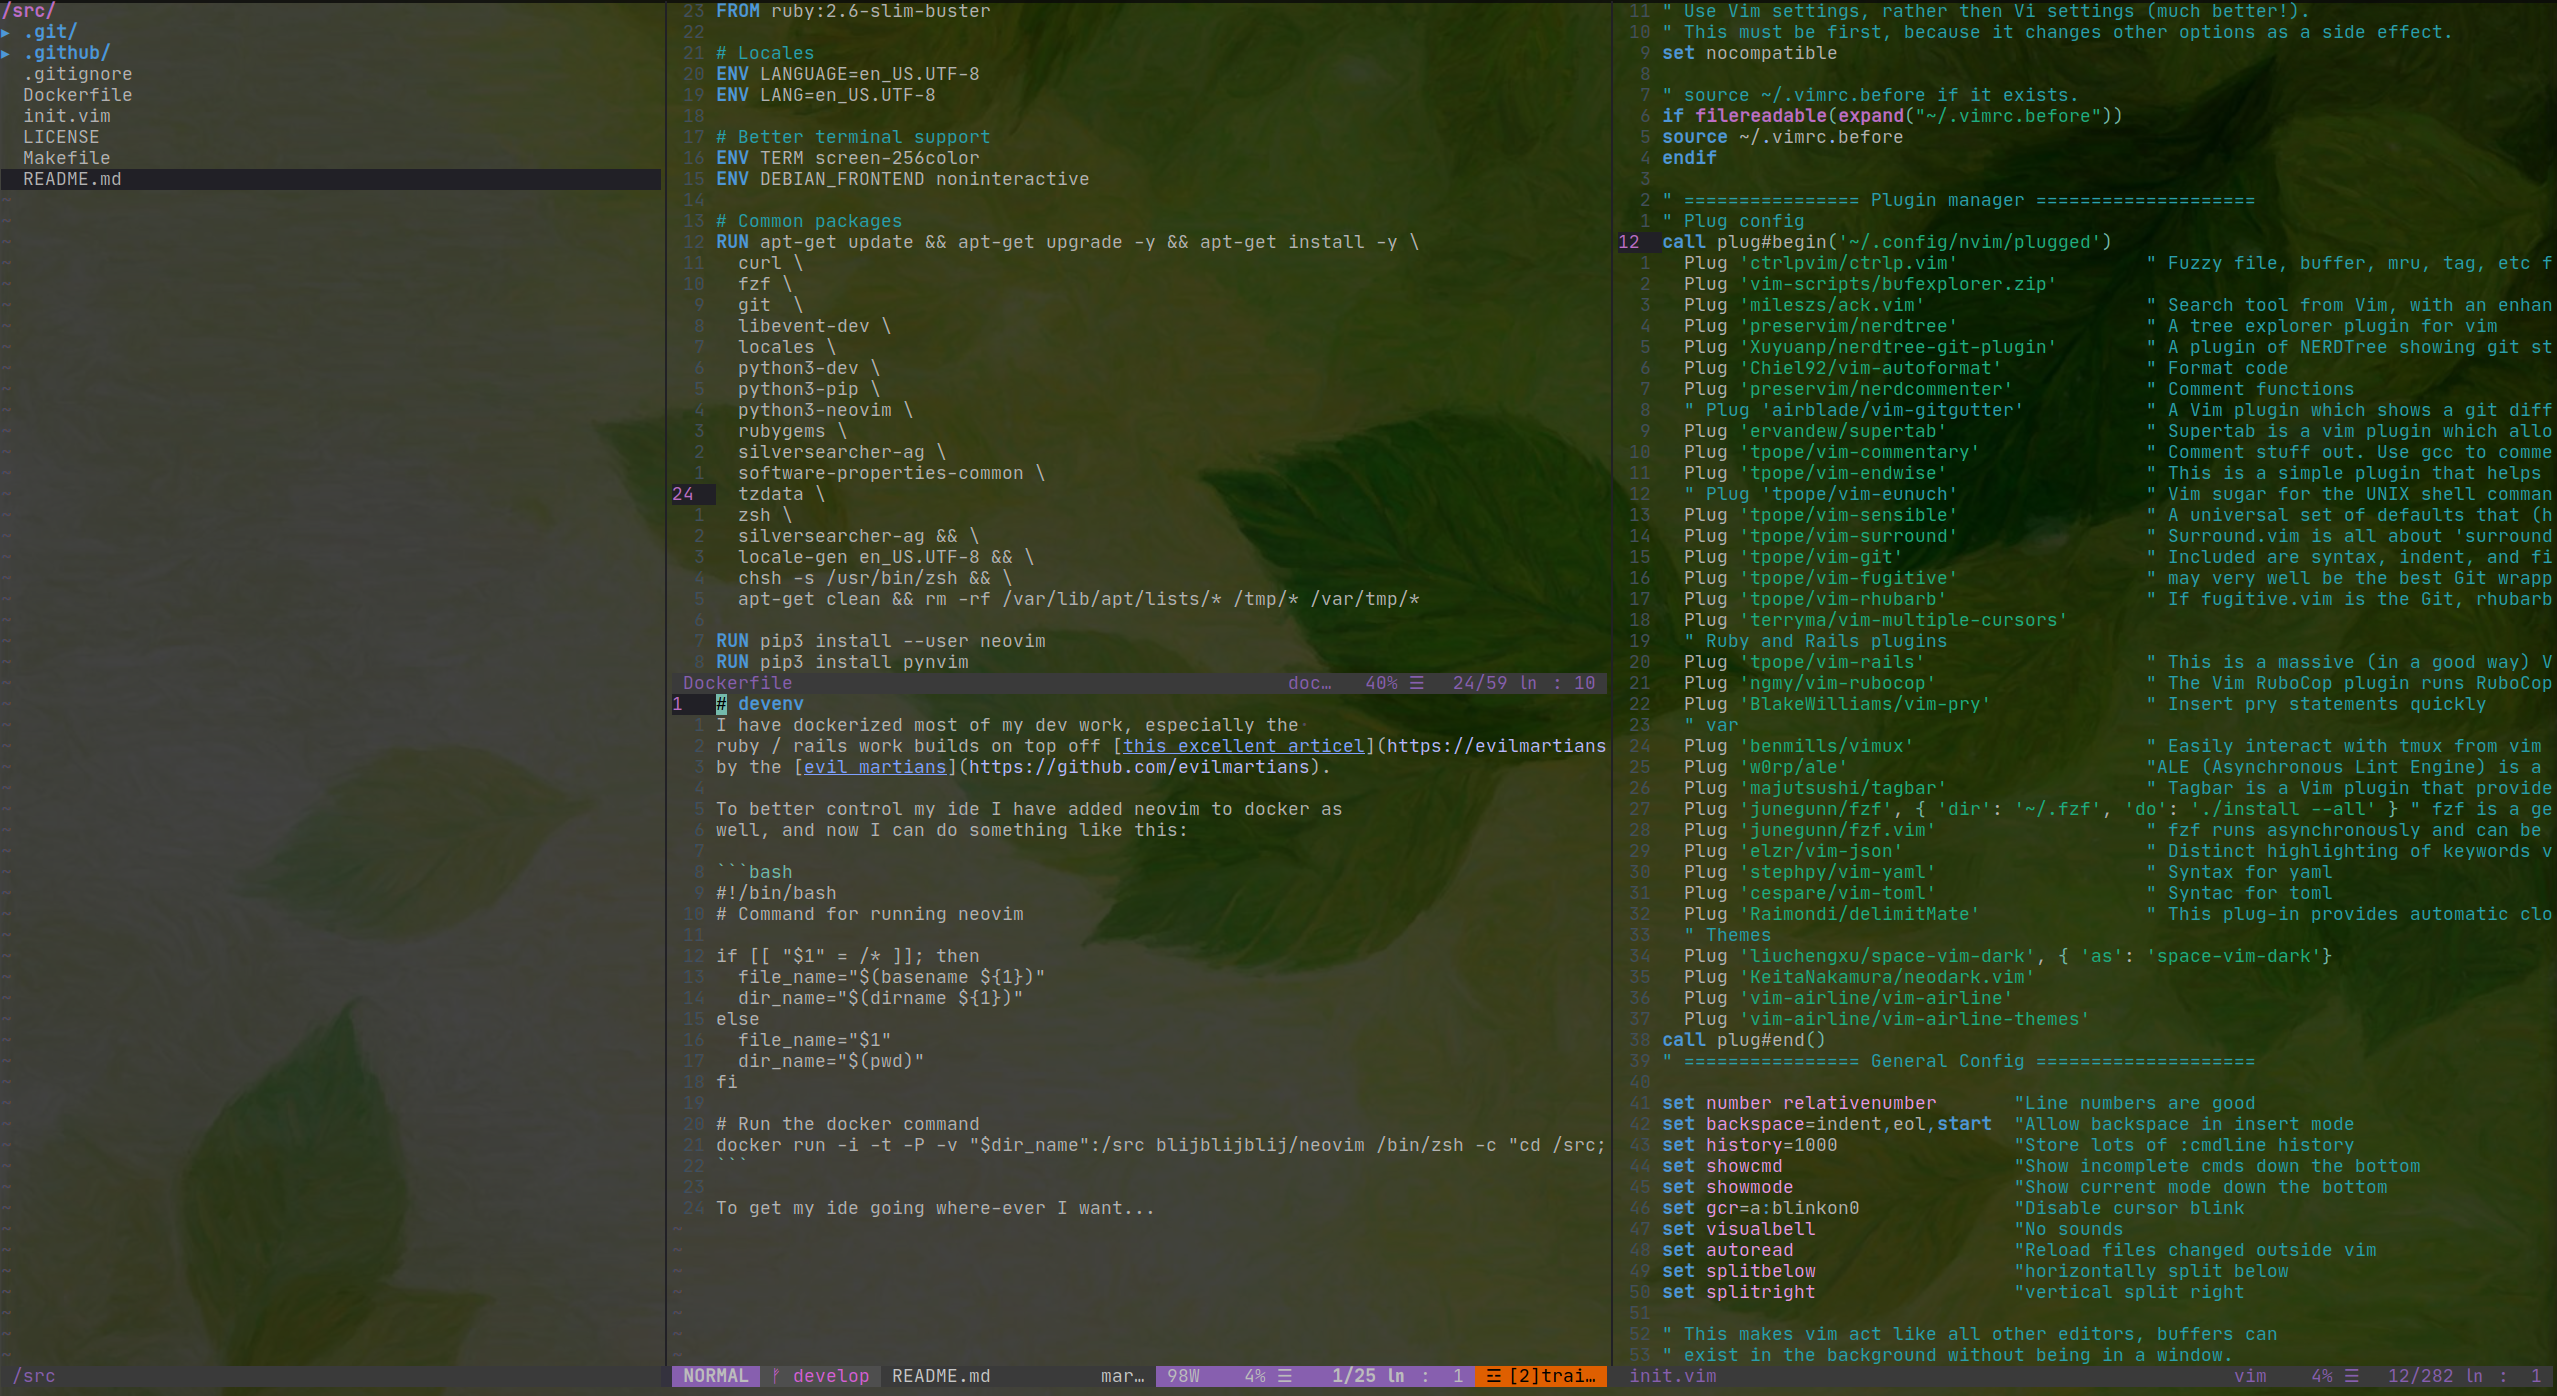 /src/
▸ .git/
▸ .github/
.gitignore
Dockerfile
init.vim
LICENSE
Makefile
README.md
/src
23 FROM ruby:2.6-slim-buster
22
21 # Locales
20 ENV LANGUAGE=en_US.UTF-8
19 ENV LANG=en_US.UTF-8
18
17 # Better terminal support
16 ENV TERM screen-256color
15 ENV DEBIAN_FRONTEND noninteractive
14
13 # Common packages
12 RUN apt-get update && apt-get upgrade -y && apt-get install -y \
11 curl \
10 fzf \
9 git  \
8 libevent-dev \
7 locales \
6 python3-dev \
5 python3-pip \
4 python3-neovim \
3 rubygems \
2 silversearcher-ag \
1 software-properties-common \
24 tzdata \
1 zsh \
2 silversearcher-ag && \
3 locale-gen en_US.UTF-8 && \
4 chsh -s /usr/bin/zsh && \
5 apt-get clean && rm -rf /var/lib/apt/lists/* /tmp/* /var/tmp/*
6
7 RUN pip3 install --user neovim
8 RUN pip3 install pynvim
Dockerfile doc… 40% ☰ 24/59 ln : 10
1 # devenv
1 I have dockerized most of my dev work, especially the
2 ruby / rails work builds on top off [this excellent articel](https://evilmartians
3 by the [evil martians](https://github.com/evilmartians).
4
5 To better control my ide I have added neovim to docker as
6 well, and now I can do something like this:
7
8 ```bash
9 #!/bin/bash
10 # Command for running neovim
11
12 if [[ "$1" = /* ]]; then
13 file_name="$(basename ${1})"
14 dir_name="$(dirname ${1})"
15 else
16 file_name="$1"
17 dir_name="$(pwd)"
18 fi
19
20 # Run the docker command
21 docker run -i -t -P -v "$dir_name":/src blijblijblij/neovim /bin/zsh -c "cd /src;
22 ```
23
24 To get my ide going where-ever I want...
NORMAL develop README.md mar… 98W 4% ☰ 1/25 ln : 1 ☲ [2]trai…
11 " Use Vim settings, rather then Vi settings (much better!).
10 " This must be first, because it changes other options as a side effect.
9 set nocompatible
8
7 " source ~/.vimrc.before if it exists.
6 if filereadable(expand("~/.vimrc.before"))
5 source ~/.vimrc.before
4 endif
3
2 " ================ Plugin manager ====================
1 " Plug config
12 call plug#begin('~/.config/nvim/plugged')
1 Plug 'ctrlpvim/ctrlp.vim' " Fuzzy file, buffer, mru, tag, etc f
2 Plug 'vim-scripts/bufexplorer.zip'
3 Plug 'mileszs/ack.vim' " Search tool from Vim, with an enhan
4 Plug 'preservim/nerdtree' " A tree explorer plugin for vim
5 Plug 'Xuyuanp/nerdtree-git-plugin' " A plugin of NERDTree showing git st
6 Plug 'Chiel92/vim-autoformat' " Format code
7 Plug 'preservim/nerdcommenter' " Comment functions
8 " Plug 'airblade/vim-gitgutter' " A Vim plugin which shows a git diff
9 Plug 'ervandew/supertab' " Supertab is a vim plugin which allo
10 Plug 'tpope/vim-commentary' " Comment stuff out. Use gcc to comme
11 Plug 'tpope/vim-endwise' " This is a simple plugin that helps
12 " Plug 'tpope/vim-eunuch' " Vim sugar for the UNIX shell comman
13 Plug 'tpope/vim-sensible' " A universal set of defaults that (h
14 Plug 'tpope/vim-surround' " Surround.vim is all about 'surround
15 Plug 'tpope/vim-git' " Included are syntax, indent, and fi
16 Plug 'tpope/vim-fugitive' " may very well be the best Git wrapp
17 Plug 'tpope/vim-rhubarb' " If fugitive.vim is the Git, rhubarb
18 Plug 'terryma/vim-multiple-cursors'
19 " Ruby and Rails plugins
20 Plug 'tpope/vim-rails' " This is a massive (in a good way) V
21 Plug 'ngmy/vim-rubocop' " The Vim RuboCop plugin runs RuboCop
22 Plug 'BlakeWilliams/vim-pry' " Insert pry statements quickly
23 " var
24 Plug 'benmills/vimux' " Easily interact with tmux from vim
25 Plug 'w0rp/ale' "ALE (Asynchronous Lint Engine) is a
26 Plug 'majutsushi/tagbar' " Tagbar is a Vim plugin that provide
27 Plug 'junegunn/fzf', { 'dir': '~/.fzf', 'do': './install --all' } " fzf is a ge
28 Plug 'junegunn/fzf.vim' " fzf runs asynchronously and can be
29 Plug 'elzr/vim-json' " Distinct highlighting of keywords v
30 Plug 'stephpy/vim-yaml' " Syntax for yaml
31 Plug 'cespare/vim-toml' " Syntac for toml
32 Plug 'Raimondi/delimitMate' " This plug-in provides automatic clo
33 " Themes
34 Plug 'liuchengxu/space-vim-dark', { 'as': 'space-vim-dark'}
35 Plug 'KeitaNakamura/neodark.vim'
36 Plug 'vim-airline/vim-airline'
37 Plug 'vim-airline/vim-airline-themes'
38 call plug#end()
39 " ================ General Config ====================
40
41 set number relativenumber "Line numbers are good
42 set backspace=indent,eol,start "Allow backspace in insert mode
43 set history=1000 "Store lots of :cmdline history
44 set showcmd "Show incomplete cmds down the bottom
45 set showmode "Show current mode down the bottom
46 set gcr=a:blinkon0 "Disable cursor blink
47 set visualbell "No sounds
48 set autoread "Reload files changed outside vim
49 set splitbelow "horizontally split below
50 set splitright "vertical split right
51
52 " This makes vim act like all other editors, buffers can
53 " exist in the background without being in a window.
init.vim vim 4% ☰ 12/282 ln : 1